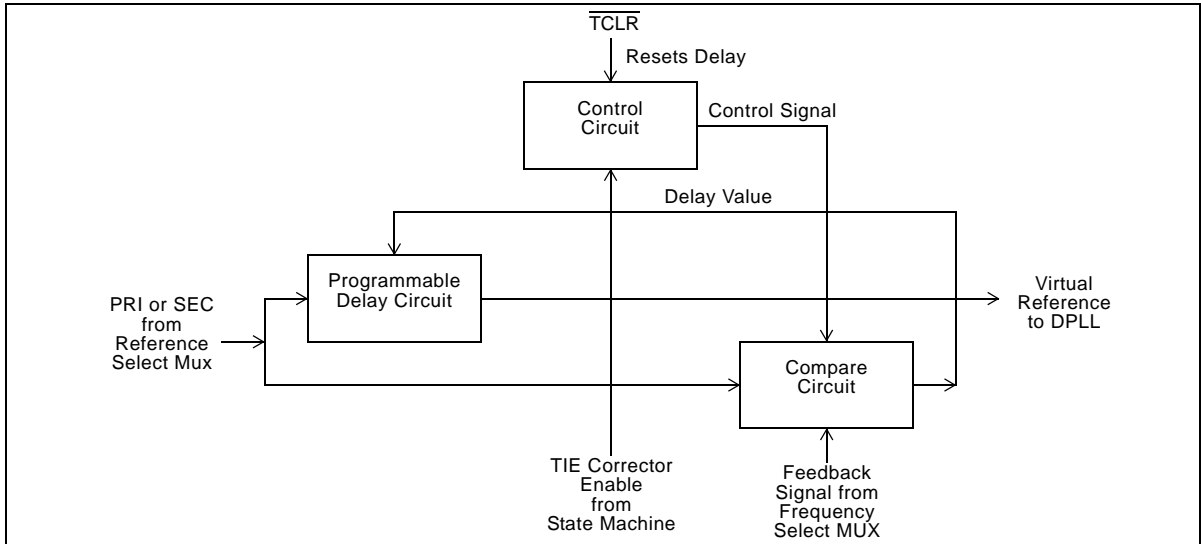 TCLR
Resets Delay
Control
Circuit
Control Signal
Delay Value
Programmable
Delay Circuit
PRI or SEC
from
Reference
Select Mux
Virtual
Reference
to DPLL
Compare
Circuit
TIE Corrector
Enable
from
State Machine
Feedback
Signal from
Frequency
Select MUX